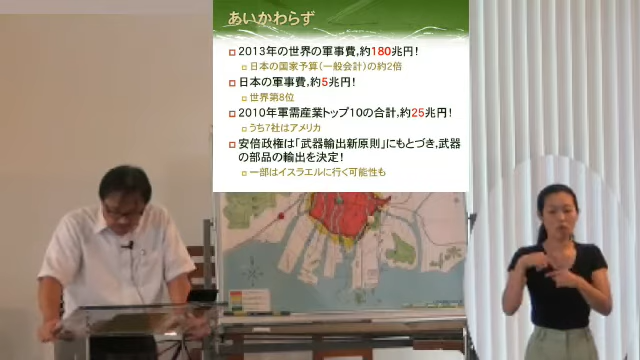 あいかわらず
2013年の世界の軍事費,約180兆円!
日本の国家予算(一般会計)の約2倍
日本の軍事費,約5兆円!
世界第8位
2010年軍需産業トップ10の合計,約25兆円!
うち7社はアメリカ
安倍政権は「武器輸出新原則」にもとづき,武器
の部品の輸出を決定!
一部はイスラエルに行く可能性も